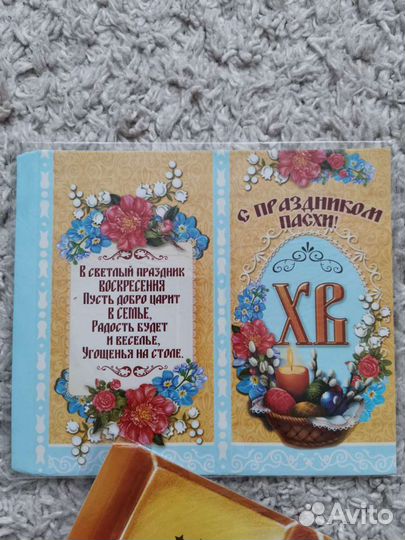 В СВЕТЛЫЙ ПРАЗДНИК
ВОСКРЕСЕНИЯ
ПУСТЬ ДОБРО ЦАРИТ
В СЕМЬЕ,
РАДОСТЬ БУДЕТ
И ВЕСЕЛЬЕ,
УГОЩЕНЬЯ НА СТОЛЕ.
С ПРАЗДНИКОМ
ПАСХИ!
ХВ
Avito